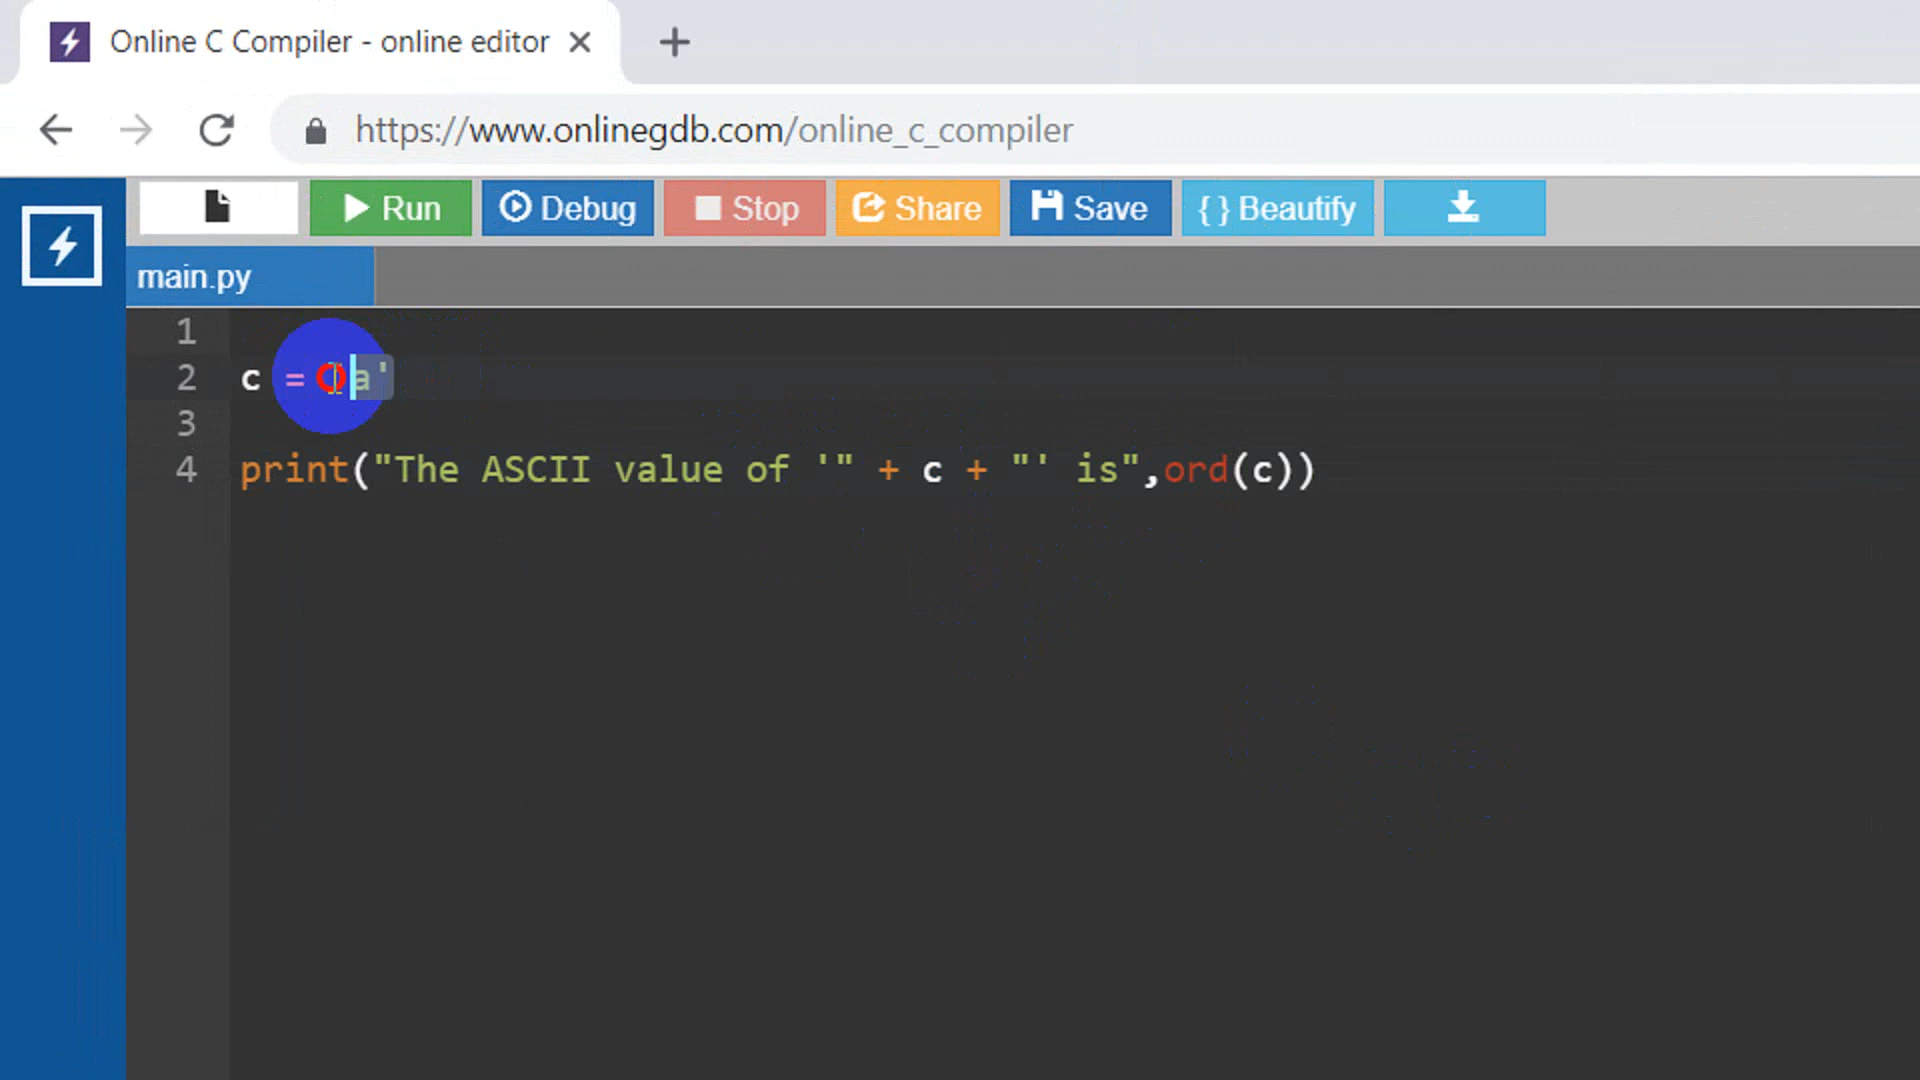 Online C Compiler - online editor
https://www.onlinegdb.com/online_c_compiler
Run Debug Stop Share Save { } Beautify
main.py
1
2 c = 'a'
3
4 print("The ASCII value of '" + c + "' is",ord(c))